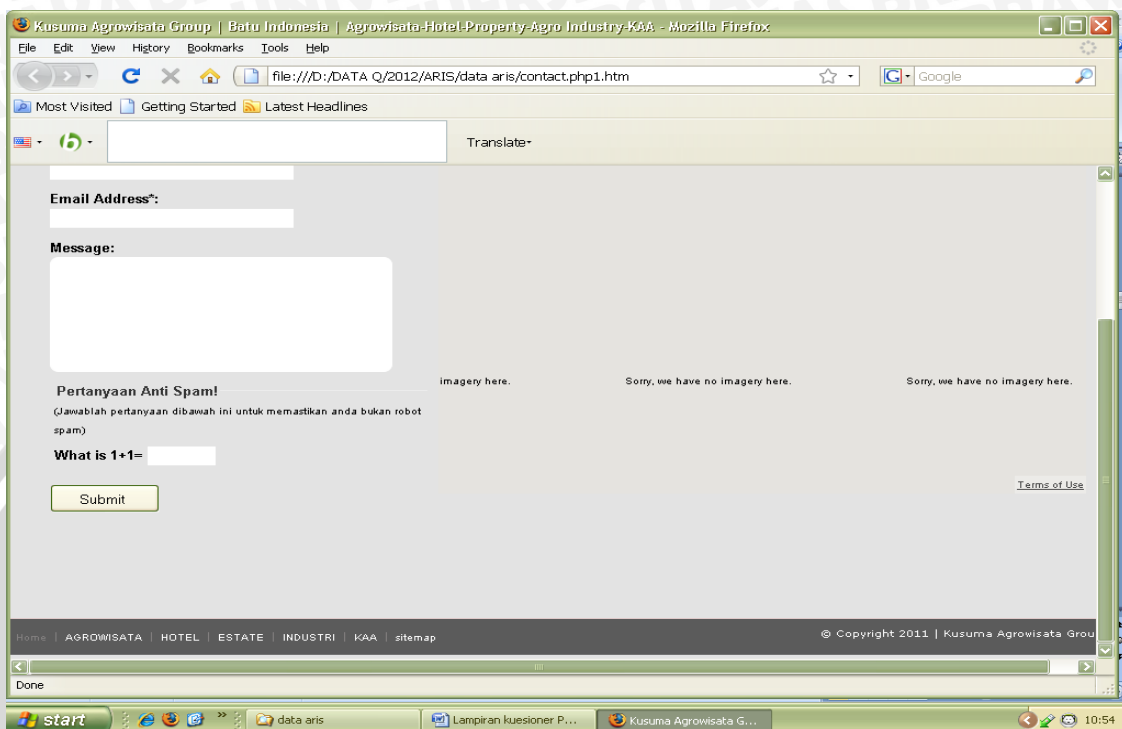 Kusuma Agrowisata Group | Batu Indonesia | Agrowisata-Hotel-Property-Agro Industry-KAA - Mozilla Firefox
File Edit View History Bookmarks Tools Help
file:///D:/DATA Q/2012/ARIS/data aris/contact.php1.htm
G Google
Most Visited Getting Started Latest Headlines
Translate
Email Address*:
Message:
imagery here. Sorry, we have no imagery here. Sorry, we have no imagery here.
Pertanyaan Anti Spam!
(Jawablah pertanyaan dibawah ini untuk memastikan anda bukan robot
spam)
What is 1+1=
Terms of Use
Submit
Home | AGROWISATA | HOTEL | ESTATE | INDUSTRI | KAA | sitemap
© Copyright 2011 | Kusuma Agrowisata Grou
Done
start » data aris Lampiran kuesioner P... Kusuma Agrowisata G... 10:54